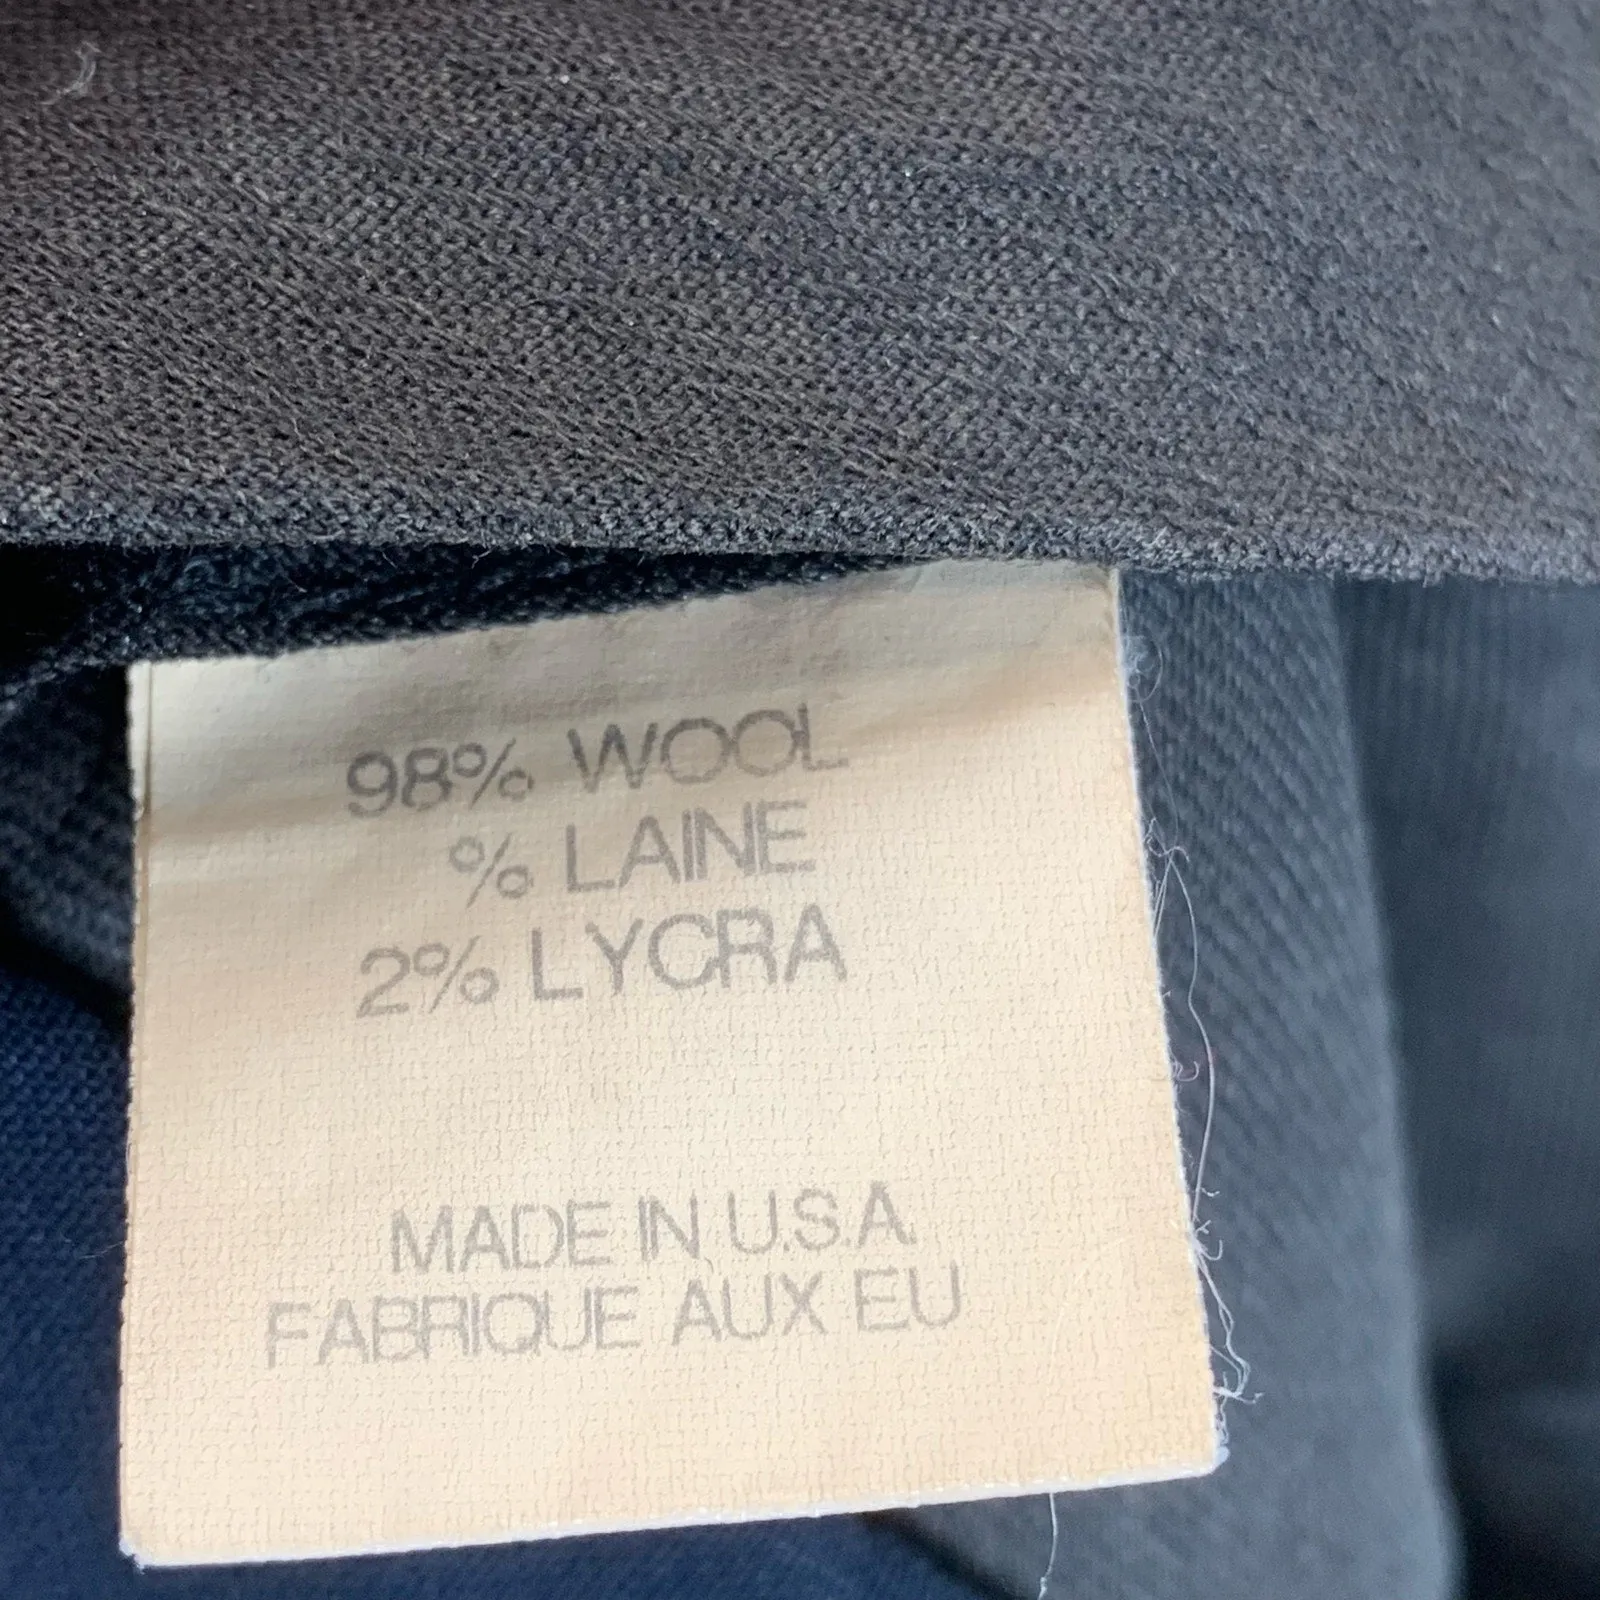 98% WOOL
% LAINE
2% LYCRA
MADE IN U.S.A.
FABRIQUE AUX EU